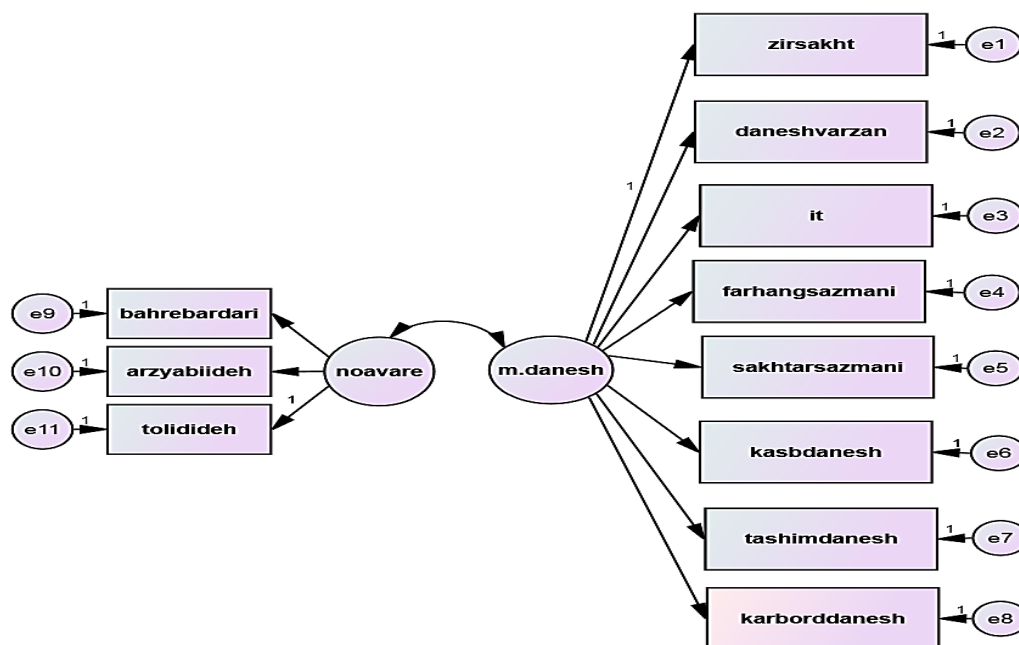 zirsakht
1
e1
daneshvarzan
1
e2
1
it
1
e3
farhangsazmani
1
e4
e9
1
bahrebardari
sakhtarsazmani
1
e5
e10
1
arzyabiideh
noavare
m.danesh
e11
1
tolidideh
1
kasbdanesh
1
e6
tashimdanesh
1
e7
karborddanesh
1
e8